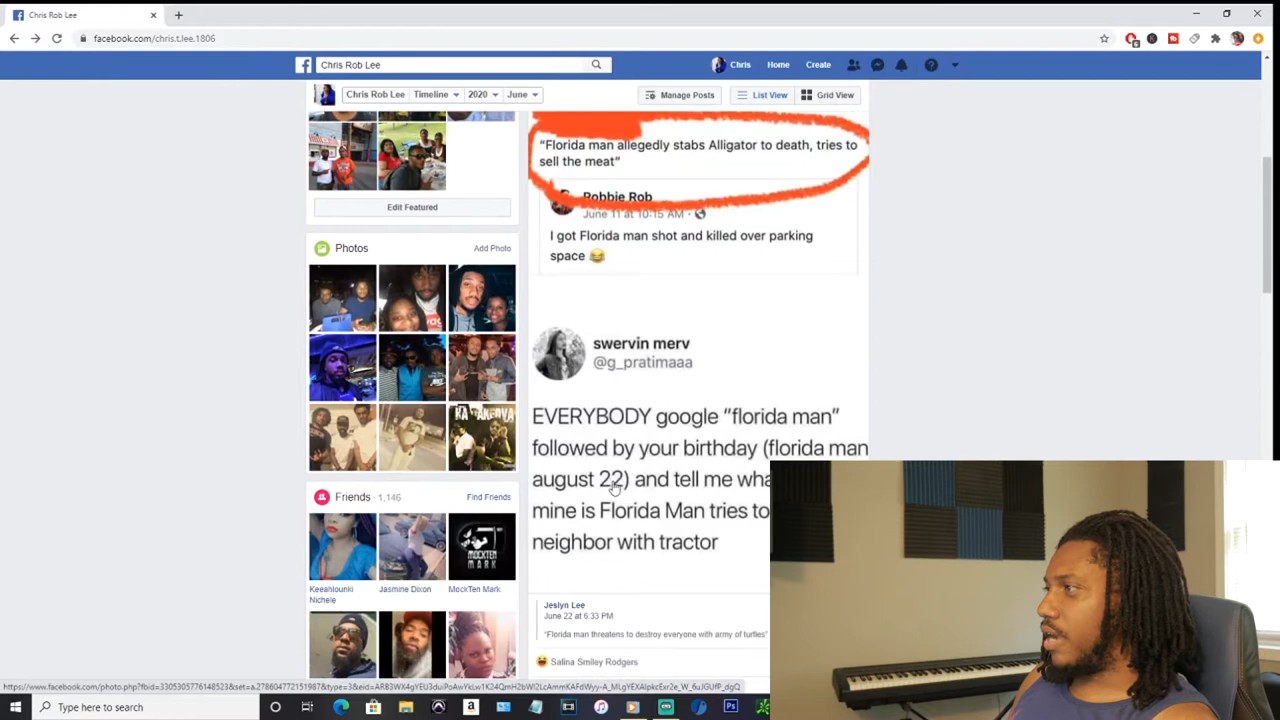 Chris Rob Lee
facebook.com/chris.t.lee.1806
Chris Rob Lee
Chris
Home
Create
Chris Rob Lee
Timeline
2020
June
Manage Posts
List View
Grid View
"Florida man allegedly stabs Alligator to death, tries to
sell the meat"
Robbie Rob
June 11 at 10:15 AM
I got Florida man shot and killed over parking
space 😂
Edit Featured
Photos
Add Photo
swervin merv
@g_pratimaaa
EVERYBODY google "florida man"
followed by your birthday (florida man
august 22) and tell me wha
mine is Florida Man tries to
neighbor with tractor
Friends · 1,146
Find Friends
MOCKTEN
MARK
Keeahlounki
Nichele
Jasmine Dixon
MockTen Mark
Jeslyn Lee
June 22 at 6:33 PM
"Florida man threatens to destroy everyone with army of turtles"
Salina Smiley Rodgers
Type here to search